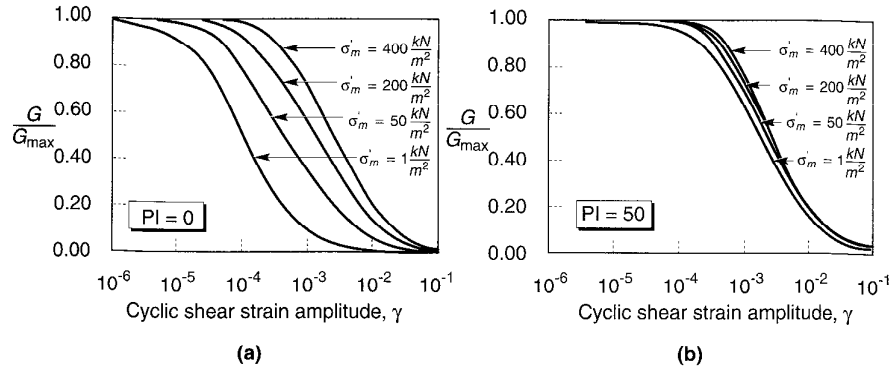 1.00
0.80
0.60
0.40
0.20
0.00
G
Gmax
σ'm = 400 kN/m²
σ'm = 200 kN/m²
σ'm = 50 kN/m²
σ'm = 1 kN/m²
PI = 0
10⁻⁶ 10⁻⁵ 10⁻⁴ 10⁻³ 10⁻² 10⁻¹
Cyclic shear strain amplitude, γ
(a)
1.00
0.80
0.60
0.40
0.20
0.00
G
Gmax
σ'm = 400 kN/m²
σ'm = 200 kN/m²
σ'm = 50 kN/m²
σ'm = 1 kN/m²
PI = 50
10⁻⁶ 10⁻⁵ 10⁻⁴ 10⁻³ 10⁻² 10⁻¹
Cyclic shear strain amplitude, γ
(b)